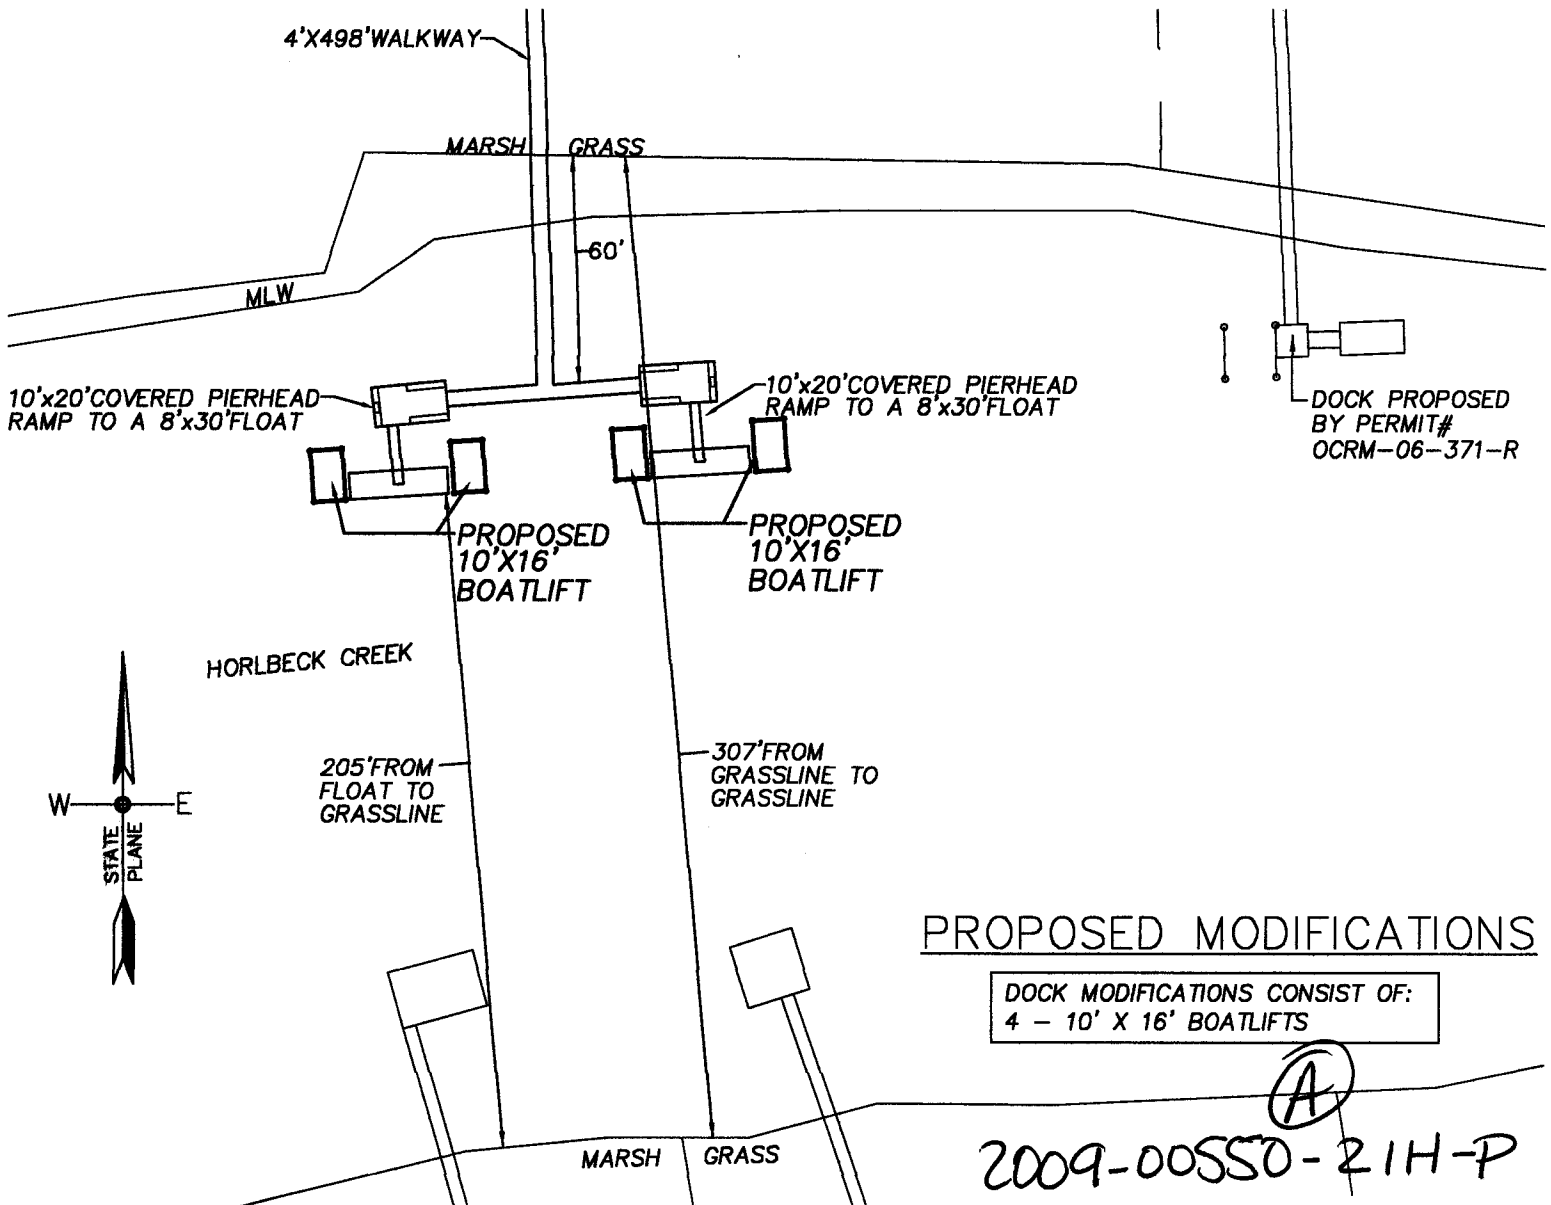 4'X498'WALKWAY
MARSH GRASS
60'
MLW
10'x20'COVERED PIERHEAD
RAMP TO A 8'x30'FLOAT
10'x20'COVERED PIERHEAD
RAMP TO A 8'x30'FLOAT
DOCK PROPOSED
BY PERMIT#
OCRM-06-371-R
PROPOSED
10'X16'
BOATLIFT
PROPOSED
10'X16'
BOATLIFT
HORLBECK CREEK
205'FROM
FLOAT TO
GRASSLINE
307'FROM
GRASSLINE TO
GRASSLINE
W E
STATE
PLANE
PROPOSED MODIFICATIONS
DOCK MODIFICATIONS CONSIST OF:
4 - 10' X 16' BOATLIFTS
A
MARSH GRASS
2009-00550-21H-P